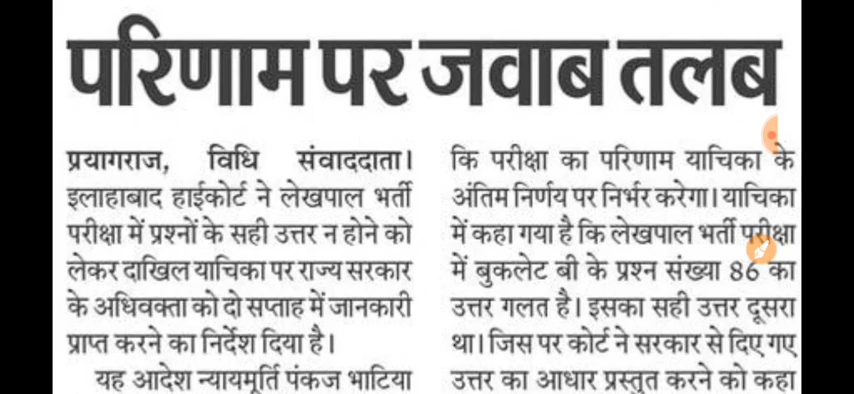 परिणाम पर जवाब तलब
प्रयागराज, विधि संवाददाता।
इलाहाबाद हाईकोर्ट ने लेखपाल भर्ती
परीक्षा में प्रश्नों के सही उत्तर न होने को
लेकर दाखिल याचिका पर राज्य सरकार
के अधिवक्ता को दो सप्ताह में जानकारी
प्राप्त करने का निर्देश दिया है।
यह आदेश न्यायमूर्ति पंकज भाटिया
कि परीक्षा का परिणाम याचिका के
अंतिम निर्णय पर निर्भर करेगा। याचिका
में कहा गया है कि लेखपाल भर्ती परीक्षा
में बुकलेट बी के प्रश्न संख्या 86 का
उत्तर गलत है। इसका सही उत्तर दूसरा
था। जिस पर कोर्ट ने सरकार से दिए गए
उत्तर का आधार प्रस्तुत करने को कहा